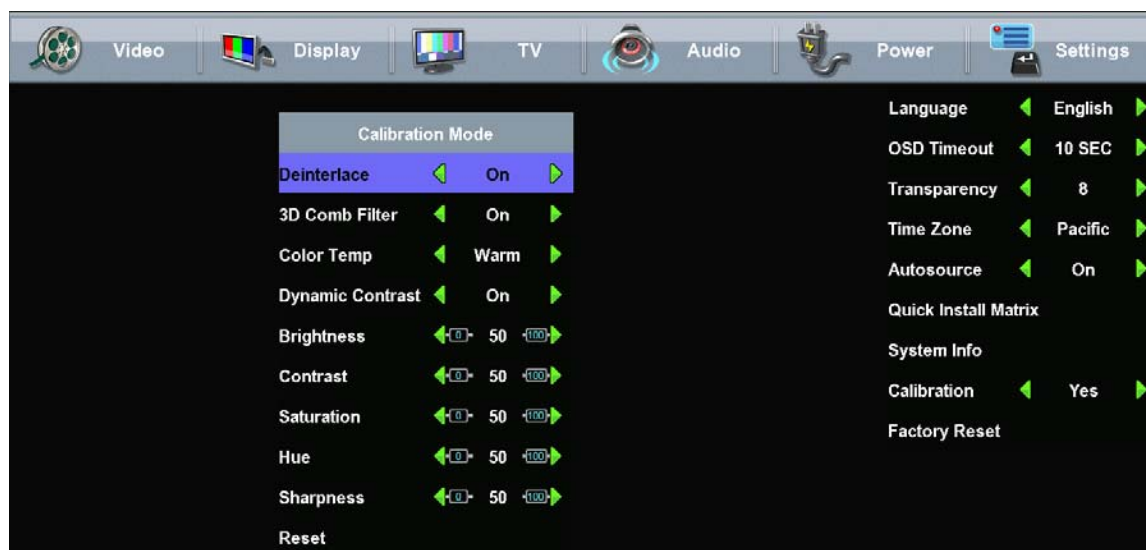 Video Display TV Audio Power Settings
Calibration Mode
Deinterlace On
3D Comb Filter On
Color Temp Warm
Dynamic Contrast On
Brightness 0 50 100
Contrast 0 50 100
Saturation 0 50 100
Hue 0 50 100
Sharpness 0 50 100
Reset
Language English
OSD Timeout 10 SEC
Transparency 8
Time Zone Pacific
Autosource On
Quick Install Matrix
System Info
Calibration Yes
Factory Reset